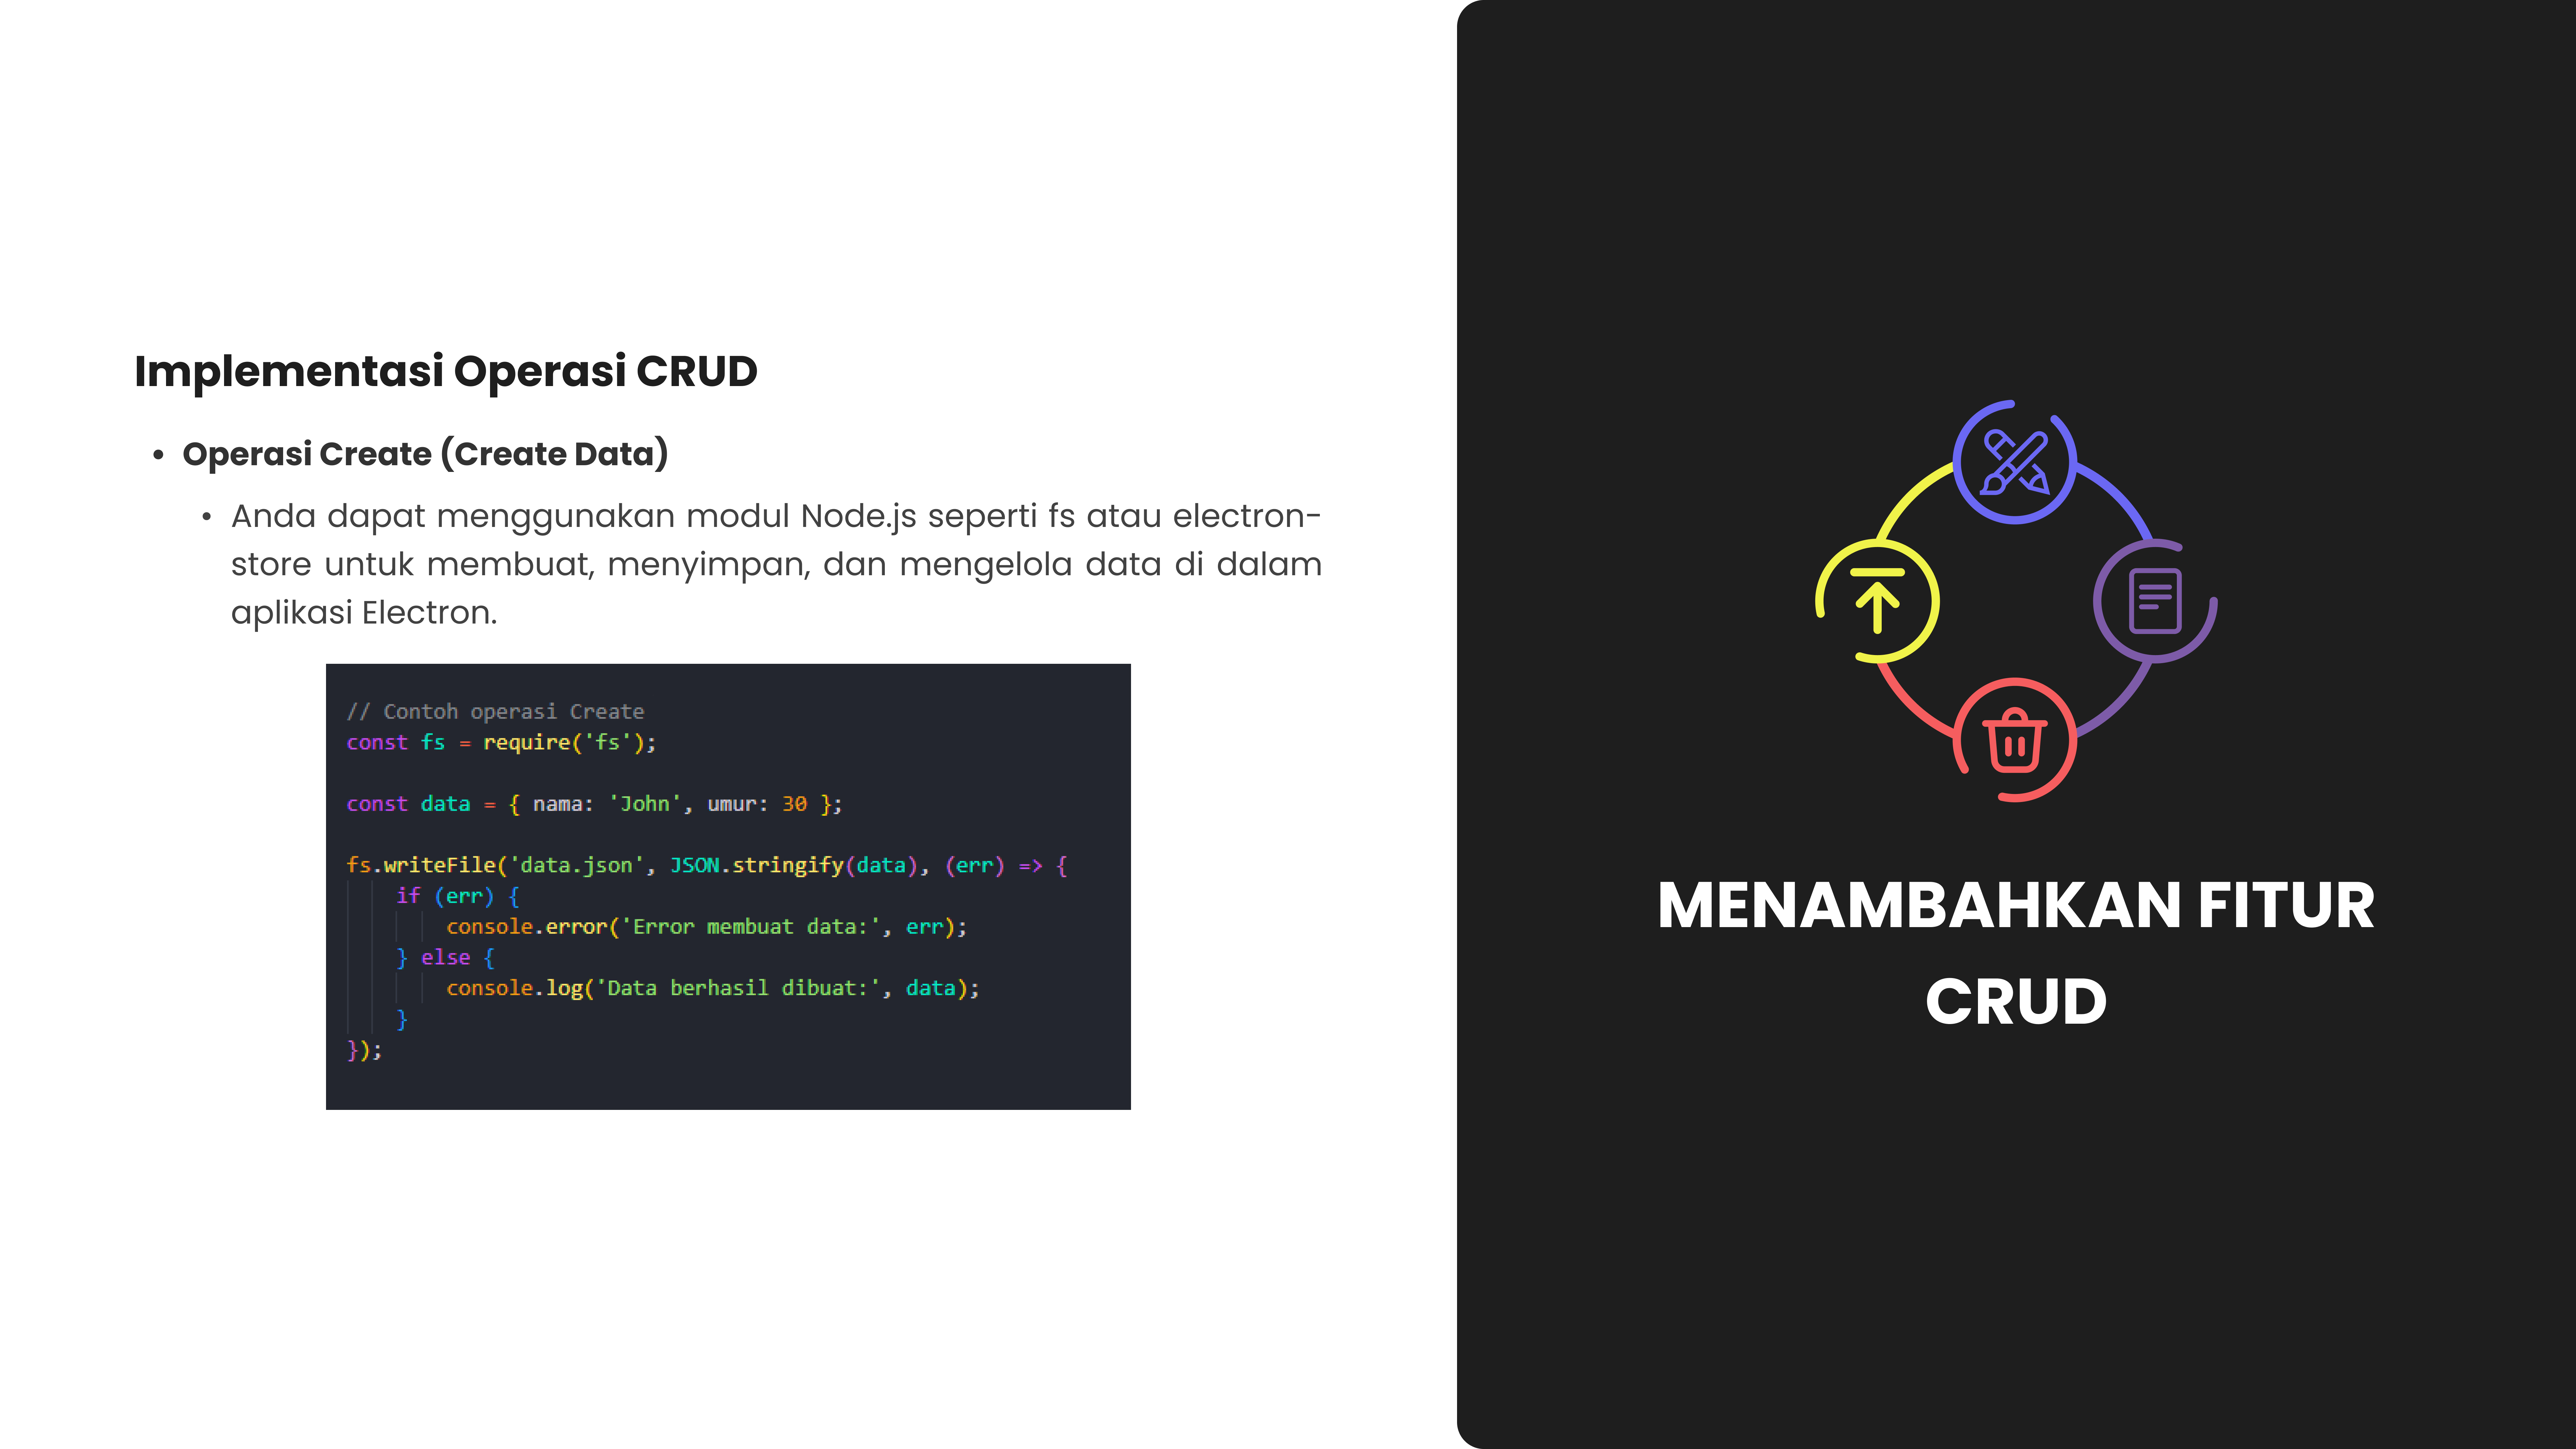 Implementasi Operasi CRUD
• Operasi Create (Create Data)
• Anda dapat menggunakan modul Node.js seperti fs atau electron-
store untuk membuat, menyimpan, dan mengelola data di dalam
aplikasi Electron.
// Contoh operasi Create
const fs = require('fs');
const data = { nama: 'John', umur: 30 };
fs.writeFile('data.json', JSON.stringify(data), (err) => {
    if (err) {
        console.error('Error membuat data:', err);
    } else {
        console.log('Data berhasil dibuat:', data);
    }
});
MENAMBAHKAN FITUR
CRUD